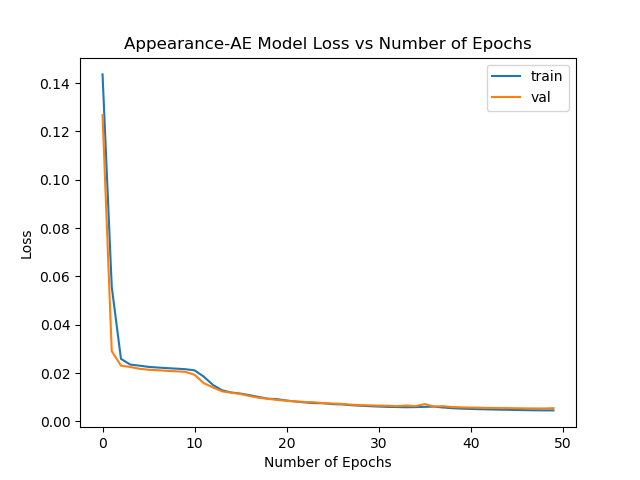 Appearance-AE Model Loss vs Number of Epochs
train
val
0.14
0.12
0.10
0.08
0.06
0.04
0.02
0.00
Loss
0 10 20 30 40 50
Number of Epochs